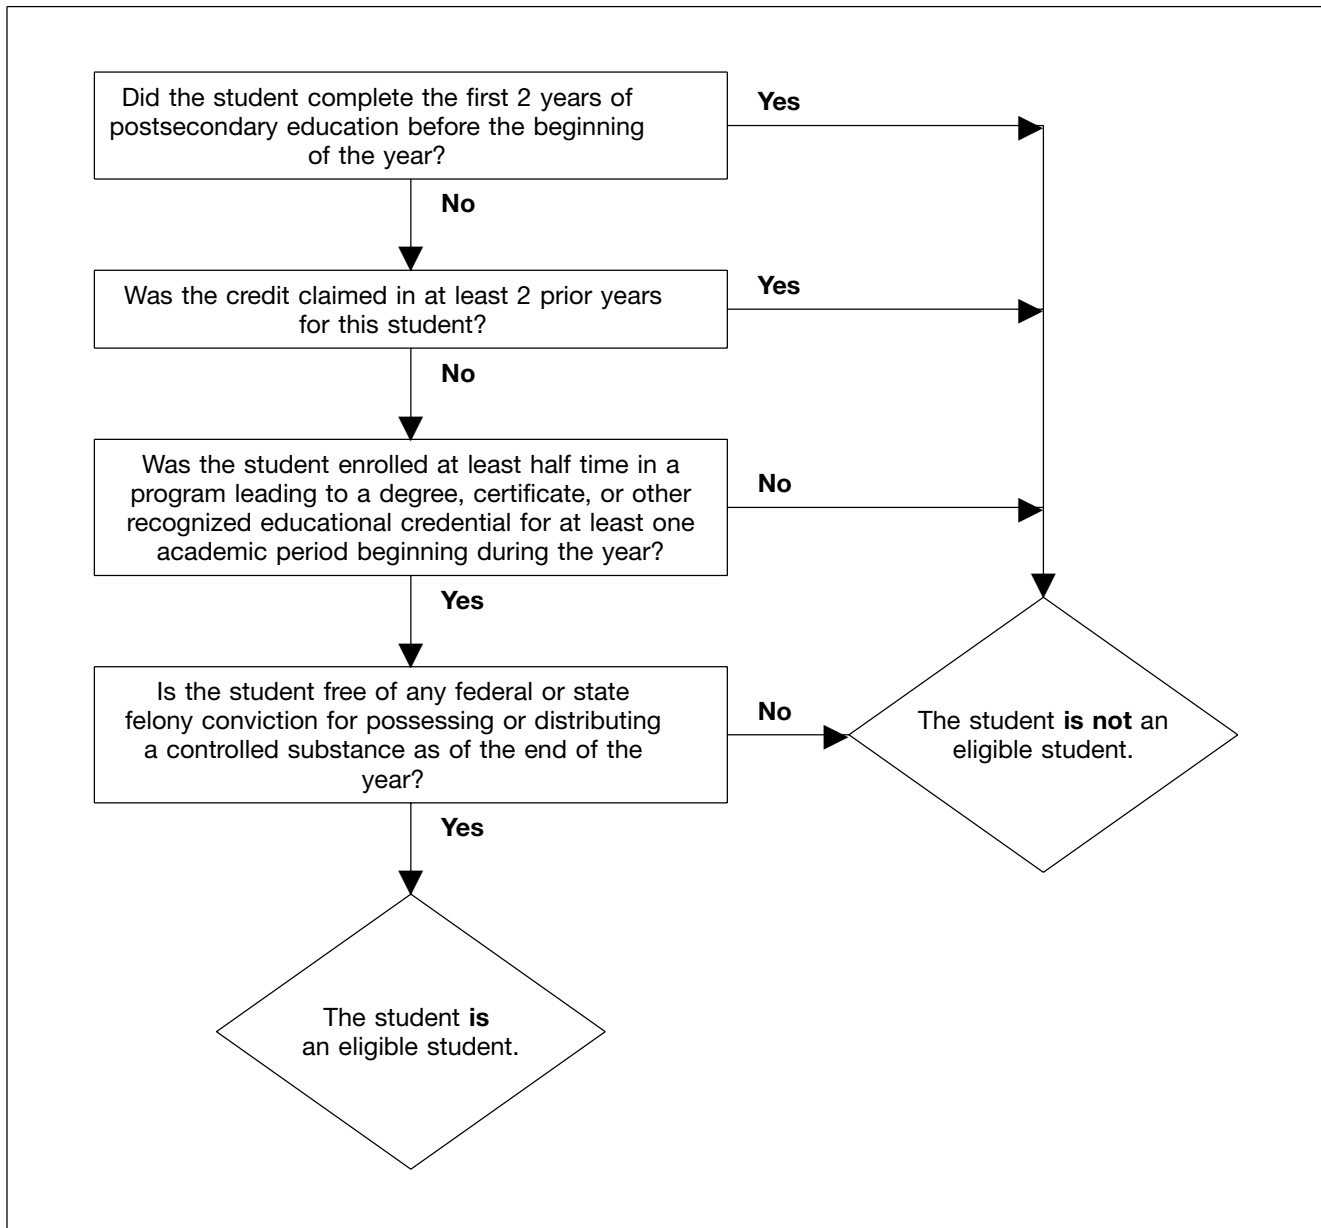 Did the student complete the first 2 years of
postsecondary education before the beginning
of the year?
Yes
No
Was the credit claimed in at least 2 prior years
for this student?
Yes
No
Was the student enrolled at least half time in a
program leading to a degree, certificate, or other
recognized educational credential for at least one
academic period beginning during the year?
No
Yes
Is the student free of any federal or state
felony conviction for possessing or distributing
a controlled substance as of the end of the
year?
No
The student is not an
eligible student.
Yes
The student is
an eligible student.